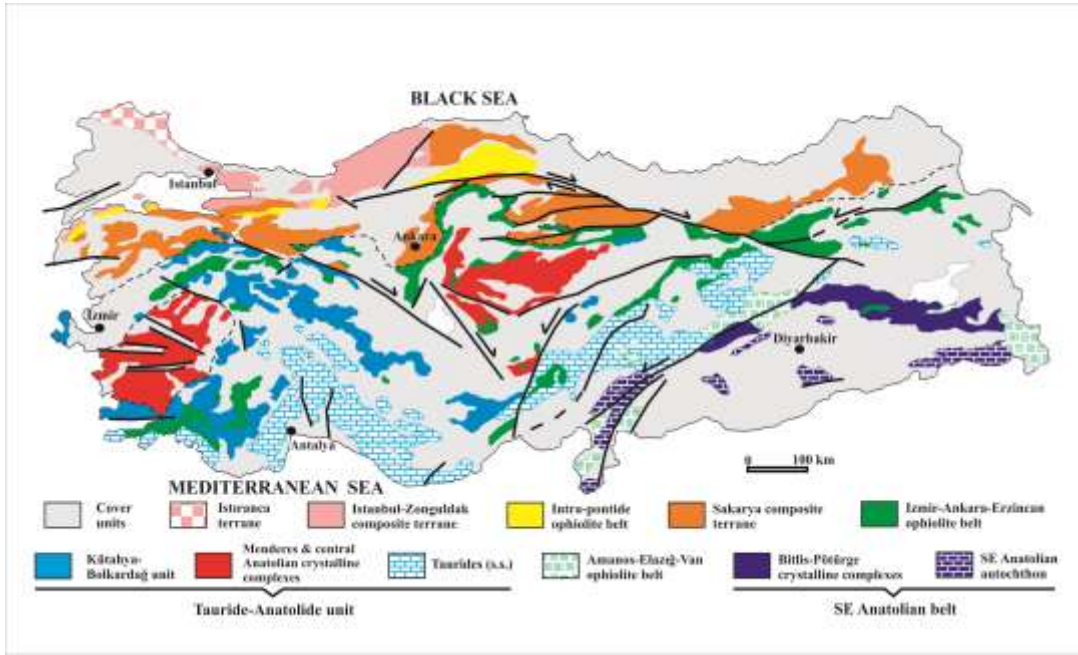 BLACK SEA
Istanbul
Ankara
Izmir
Diyarbakir
Antalya
0 100 km
MEDITERRANEAN SEA
Cover
units
Istıranca
terrane
Istanbul-Zonguldak
composite terrane
Intra-pontide
ophiolite belt
Sakarya composite
terrane
Izmir-Ankara-Erzincan
ophiolite belt
Kütahya-
Bolkardağ unit
Menderes & central
Anatolian crystalline
complexes
Taurides (s.s.)
Amanos-Elazığ-Van
ophiolite belt
Bitlis-Pötürge
crystalline complexes
SE Anatolian
autochthon
Tauride-Anatolide unit
SE Anatolian belt